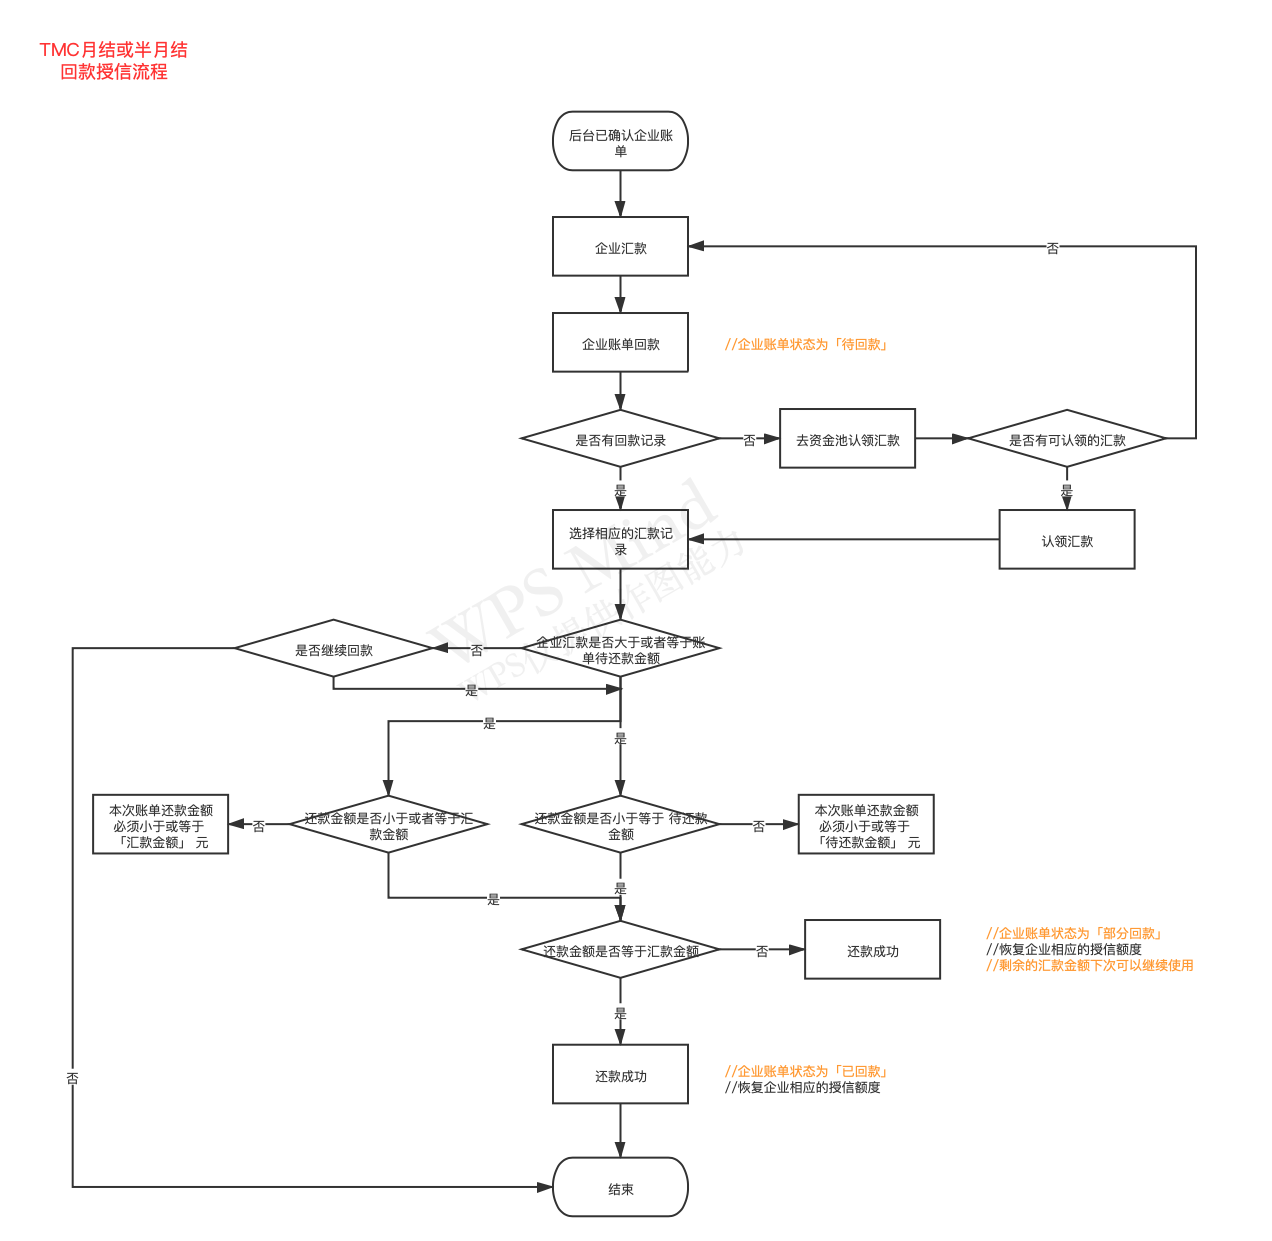 TMC月结或半月结
回款授信流程
后台已确认企业账
单
企业汇款
否
企业账单回款
//企业账单状态为「待回款」
是否有回款记录
否
去资金池认领汇款
是否有可认领的汇款
是
是
选择相应的汇款记
录
认领汇款
WPS Mind
是否继续回款
否
企业汇款是否大于或者等于账
单待还款金额
是
是
是
本次账单还款金额
必须小于或等于
「汇款金额」 元
否
还款金额是否小于或者等于汇
款金额
还款金额是否小于等于 待还款
金额
否
本次账单还款金额
必须小于或等于
「待还款金额」 元
是
是
还款金额是否等于汇款金额
否
还款成功
//企业账单状态为「部分回款」
//恢复企业相应的授信额度
//剩余的汇款金额下次可以继续使用
是
还款成功
//企业账单状态为「已回款」
//恢复企业相应的授信额度
否
结束